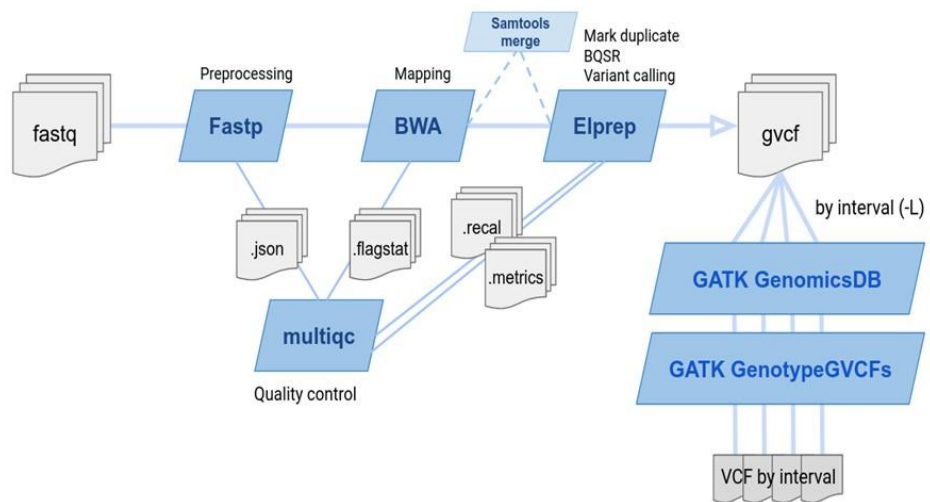 Samtools
merge
Mark duplicate
BQSR
Variant calling
Preprocessing
Mapping
fastq
Fastp
BWA
Elprep
gvcf
by interval (-L)
.json
.flagstat
.recal
.metrics
GATK GenomicsDB
multiqc
GATK GenotypeGVCFs
Quality control
VCF by interval